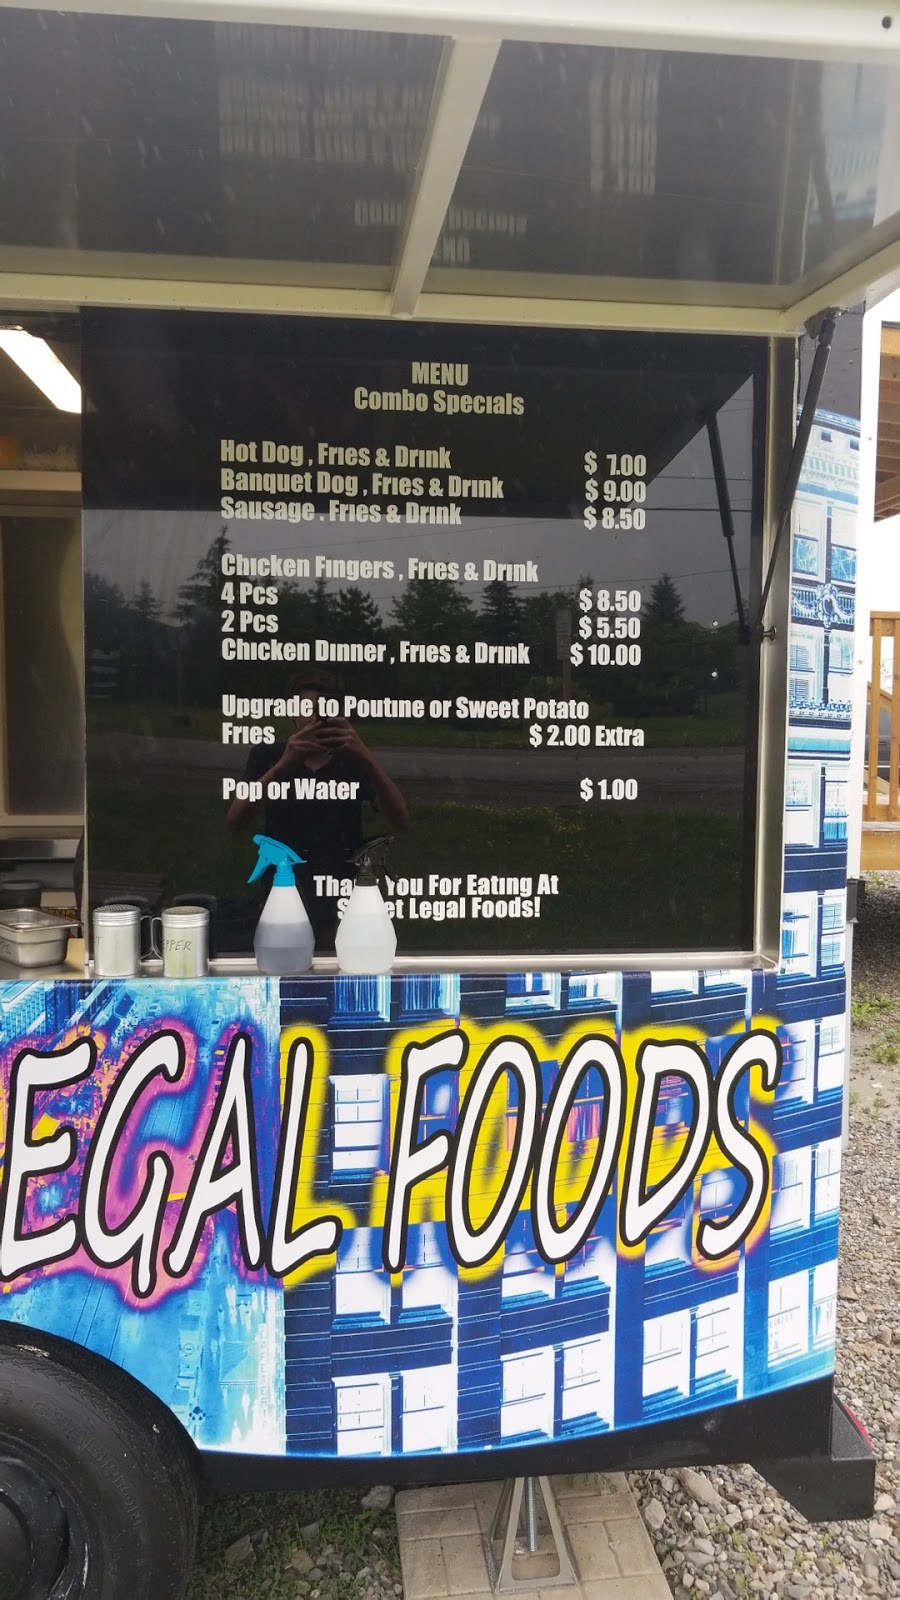 MENU
Combo Specials
Hot Dog , Fries & Drink $ 7.00
Banquet Dog , Fries & Drink $ 9.00
Sausage . Fries & Drink $ 8.50
Chicken Fingers , Fries & Drink
4 Pcs $ 8.50
2 Pcs $ 5.50
Chicken Dinner , Fries & Drink $ 10.00
Upgrade to Poutine or Sweet Potato
Fries $ 2.00 Extra
Pop or Water $ 1.00
You For Eating At
Legal Foods!
EPPER
EGAL FOODS